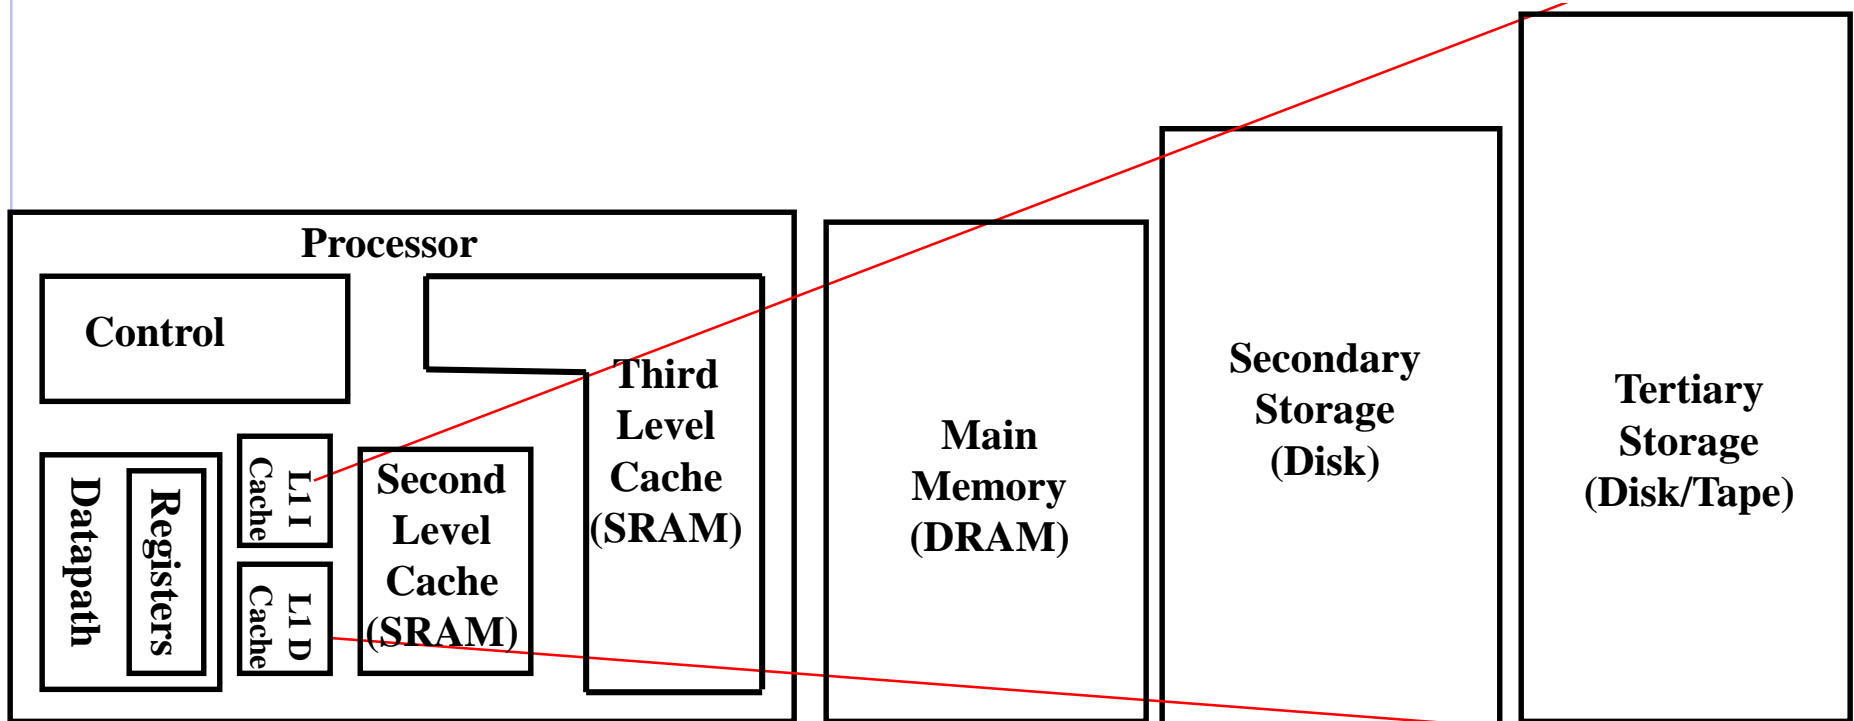 Processor
Control
Datapath
Registers
L1 I
Cache
L1 D
Cache
Second
Level
Cache
(SRAM)
Third
Level
Cache
(SRAM)
Main
Memory
(DRAM)
Secondary
Storage
(Disk)
Tertiary
Storage
(Disk/Tape)